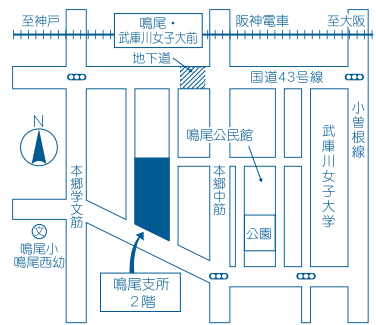 至神戸
鳴尾・
武庫川女子大前
阪神電車
至大阪
地下道
国道43号線
小曽根線
N
鳴尾公民館
武庫川女子大学
本郷学文筋
本郷中筋
公園
文
鳴尾小
鳴尾西幼
鳴尾支所
2階